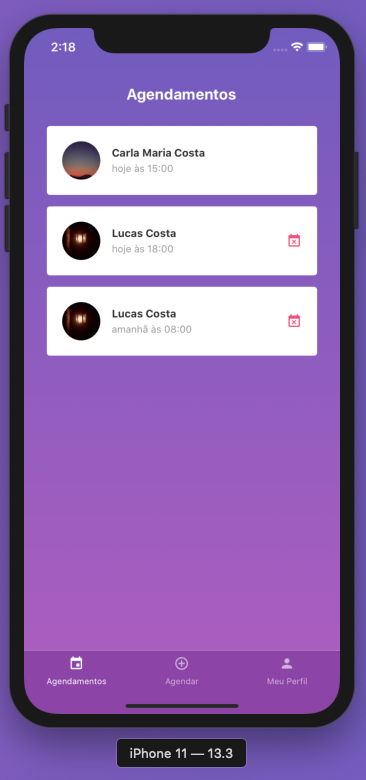 2:18
Agendamentos
Carla Maria Costa
hoje às 15:00
Lucas Costa
hoje às 18:00
Lucas Costa
amanhã às 08:00
Agendamentos
Agendar
Meu Perfil
iPhone 11 — 13.3